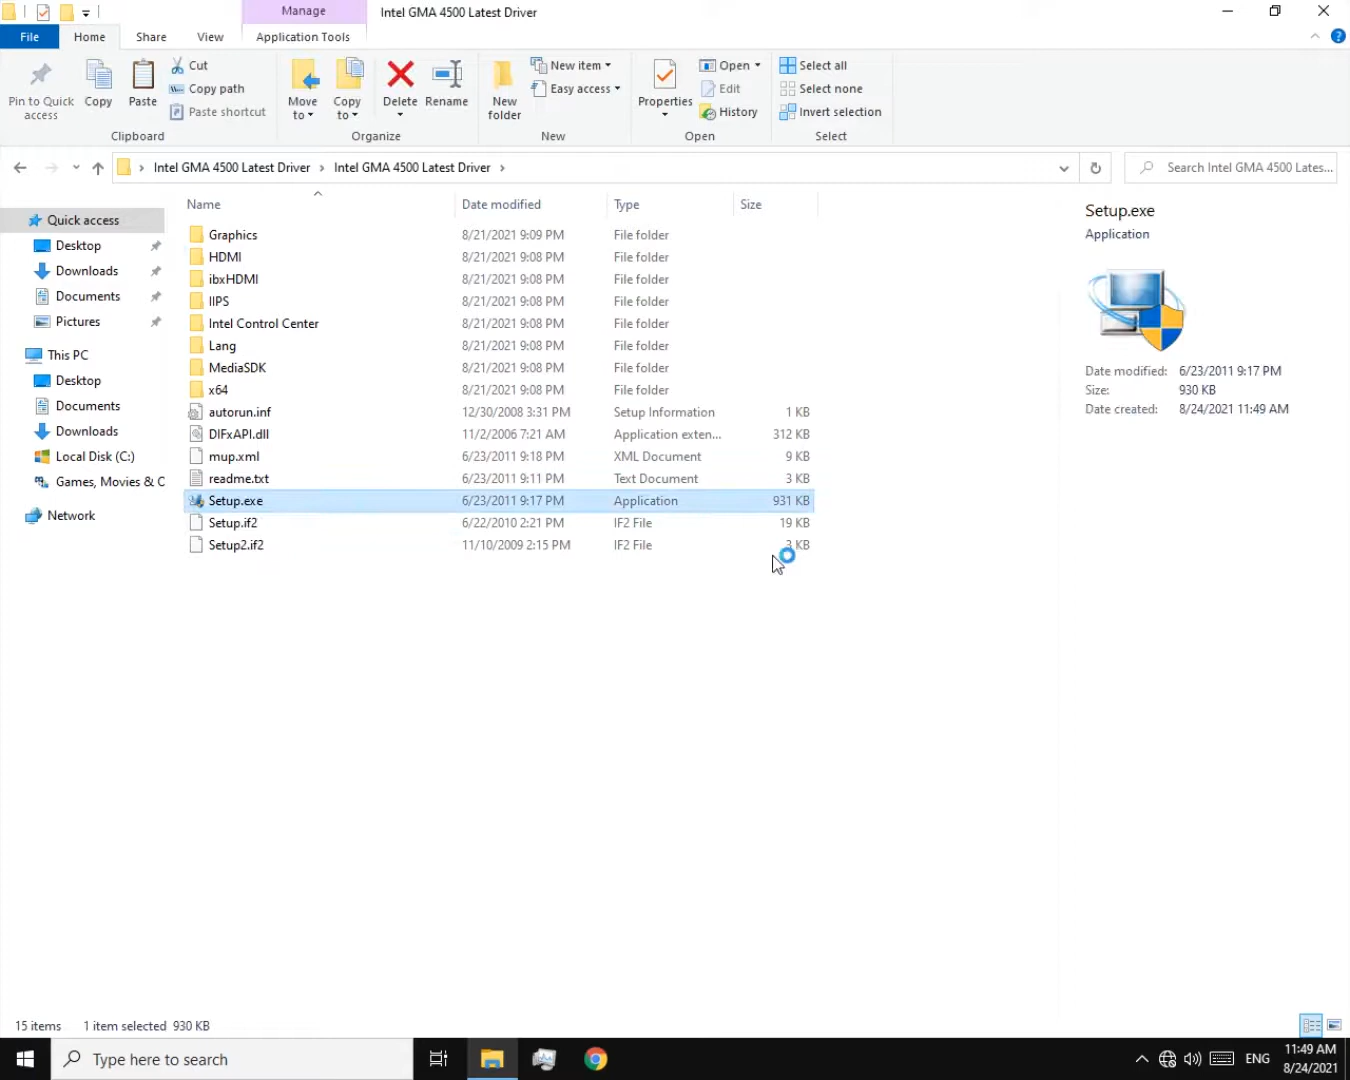 Manage
Intel GMA 4500 Latest Driver
File
Home
Share
View
Application Tools
Pin to Quick access
Copy
Paste
Cut
Copy path
Paste shortcut
Clipboard
Move to
Copy to
Delete
Rename
Organize
New folder
New item
Easy access
New
Properties
Open
Edit
History
Open
Select all
Select none
Invert selection
Select
Intel GMA 4500 Latest Driver
Intel GMA 4500 Latest Driver
Search Intel GMA 4500 Lates...
Quick access
Desktop
Downloads
Documents
Pictures
This PC
Desktop
Documents
Downloads
Local Disk (C:)
Games, Movies & C
Network
Name Date modified Type Size
Graphics 8/21/2021 9:09 PM File folder
HDMI 8/21/2021 9:08 PM File folder
ibxHDMI 8/21/2021 9:08 PM File folder
IIPS 8/21/2021 9:08 PM File folder
Intel Control Center 8/21/2021 9:08 PM File folder
Lang 8/21/2021 9:08 PM File folder
MediaSDK 8/21/2021 9:08 PM File folder
x64 8/21/2021 9:08 PM File folder
autorun.inf 12/30/2008 3:31 PM Setup Information 1 KB
DIFxAPI.dll 11/2/2006 7:21 AM Application exten... 312 KB
mup.xml 6/23/2011 9:18 PM XML Document 9 KB
readme.txt 6/23/2011 9:11 PM Text Document 3 KB
Setup.exe 6/23/2011 9:17 PM Application 931 KB
Setup.if2 6/22/2010 2:21 PM IF2 File 19 KB
Setup2.if2 11/10/2009 2:15 PM IF2 File 3 KB
Setup.exe
Application
Date modified: 6/23/2011 9:17 PM
Size: 930 KB
Date created: 8/24/2021 11:49 AM
15 items 1 item selected 930 KB
Type here to search
ENG
11:49 AM
8/24/2021